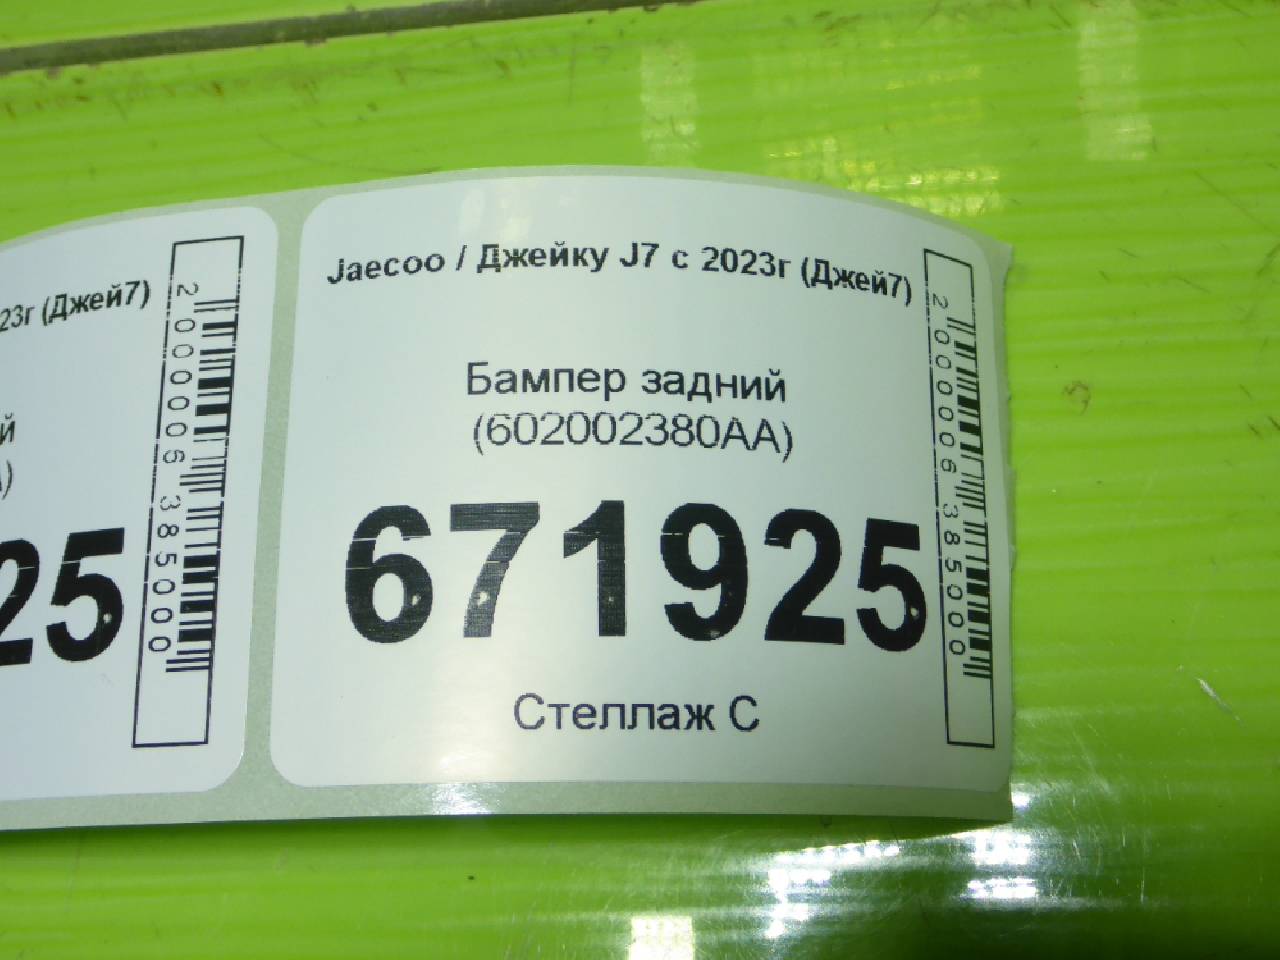 Jaecoo / Джейку J7 с 2023г (Джей7)
Бампер задний
(602002380AA)
671925
Стеллаж С
2000006385000
23г (Джей7)
й
)
25
2000006385000